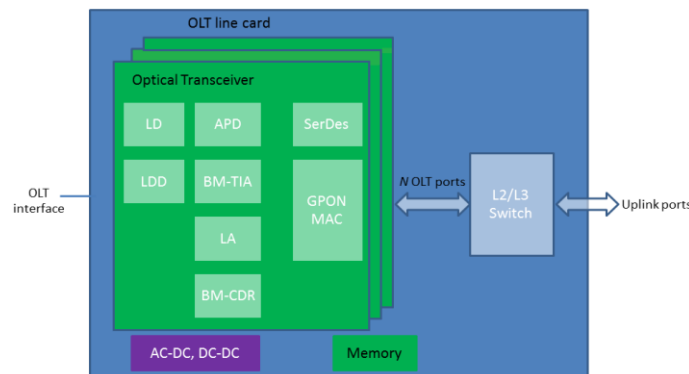 OLT line card
Optical Transceiver
LD
APD
SerDes
LDD
BM-TIA
GPON
MAC
LA
BM-CDR
OLT
interface
N OLT ports
L2/L3
Switch
Uplink ports
AC-DC, DC-DC
Memory